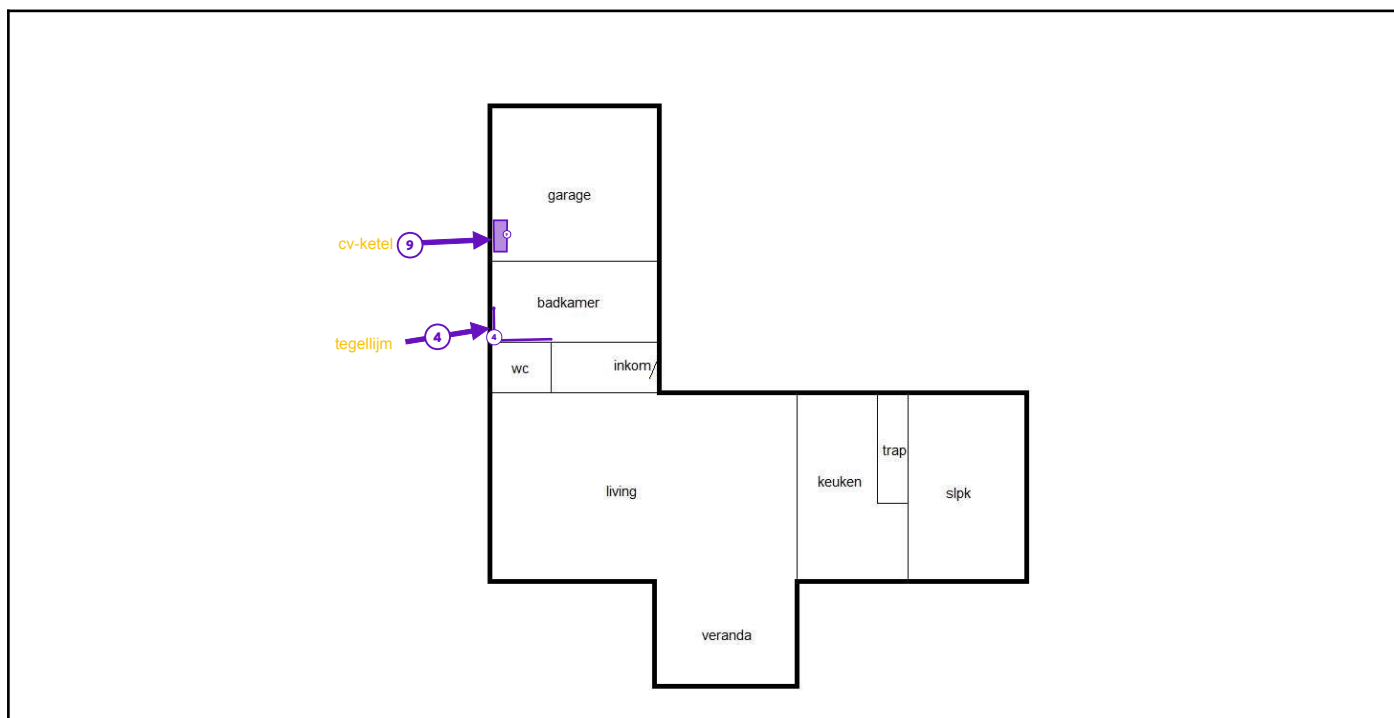 garage
cv-ketel 9
badkamer
tegellijm 4
4
wc
inkom
trap
keuken
living
slpk
veranda